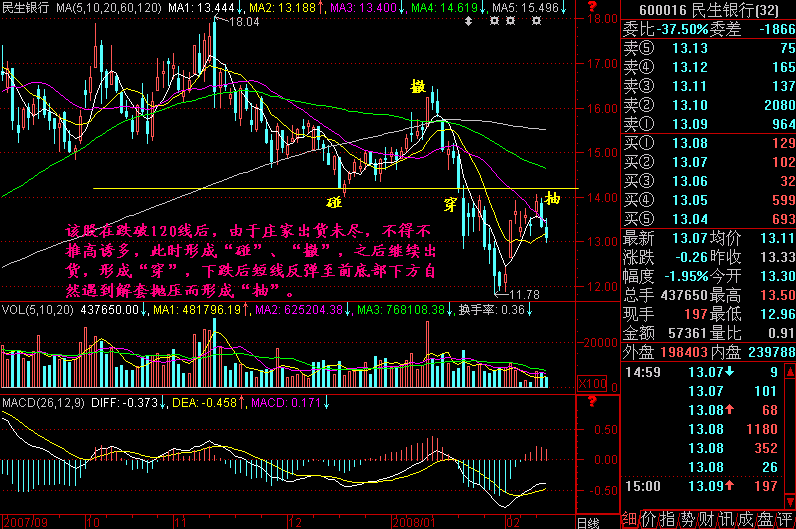 民生银行 MA(5,10,20,60,120) MA1: 13.444↓, MA2: 13.188↑, MA3: 13.400↓, MA4: 14.619↓, MA5: 15.496↓
18.04
18.00
17.00
16.00
15.00
14.00
13.00
12.00
撤
碰
穿
抽
该股在跌破120线后，由于庄家出货未尽，不得不
推高诱多，此时形成“碰”、“撤”，之后继续出
货，形成“穿”，下跌后短线反弹至前底部下方自
然遇到解套抛压而形成“抽”。
11.78
VOL(5,10,20) 437650.00↓, MA1: 481796.19↑, MA2: 625204.38↓, MA3: 768108.38↓, 换手率: 0.36↓
20000
X100
0
MACD(26,12,9) DIFF: -0.373↓, DEA: -0.458↑, MACD: 0.171↓
0.50
0.00
-0.50
2007/09 10 11 12 2008/01 02 日线
600016 民生银行(32)
委比 -37.50% 委差 -1866
卖⑤ 13.13 75
卖④ 13.12 165
卖③ 13.11 137
卖② 13.10 2080
卖① 13.09 964
买① 13.08 129
买② 13.07 102
买③ 13.06 32
买④ 13.05 599
买⑤ 13.04 693
最新 13.07 均价 13.11
涨跌 -0.26 昨收 13.33
幅度 -1.95% 今开 13.30
总手 437650 最高 13.50
现手 197 最低 12.96
金额 57361 量比 0.91
外盘 198403 内盘 239788
14:59 13.07↓ 9
13.07 101
13.08↑ 68
13.08 1180
13.08 352
13.08 26
15:00 13.09↑ 197
细 价 指 势 财 讯 成 盘 评